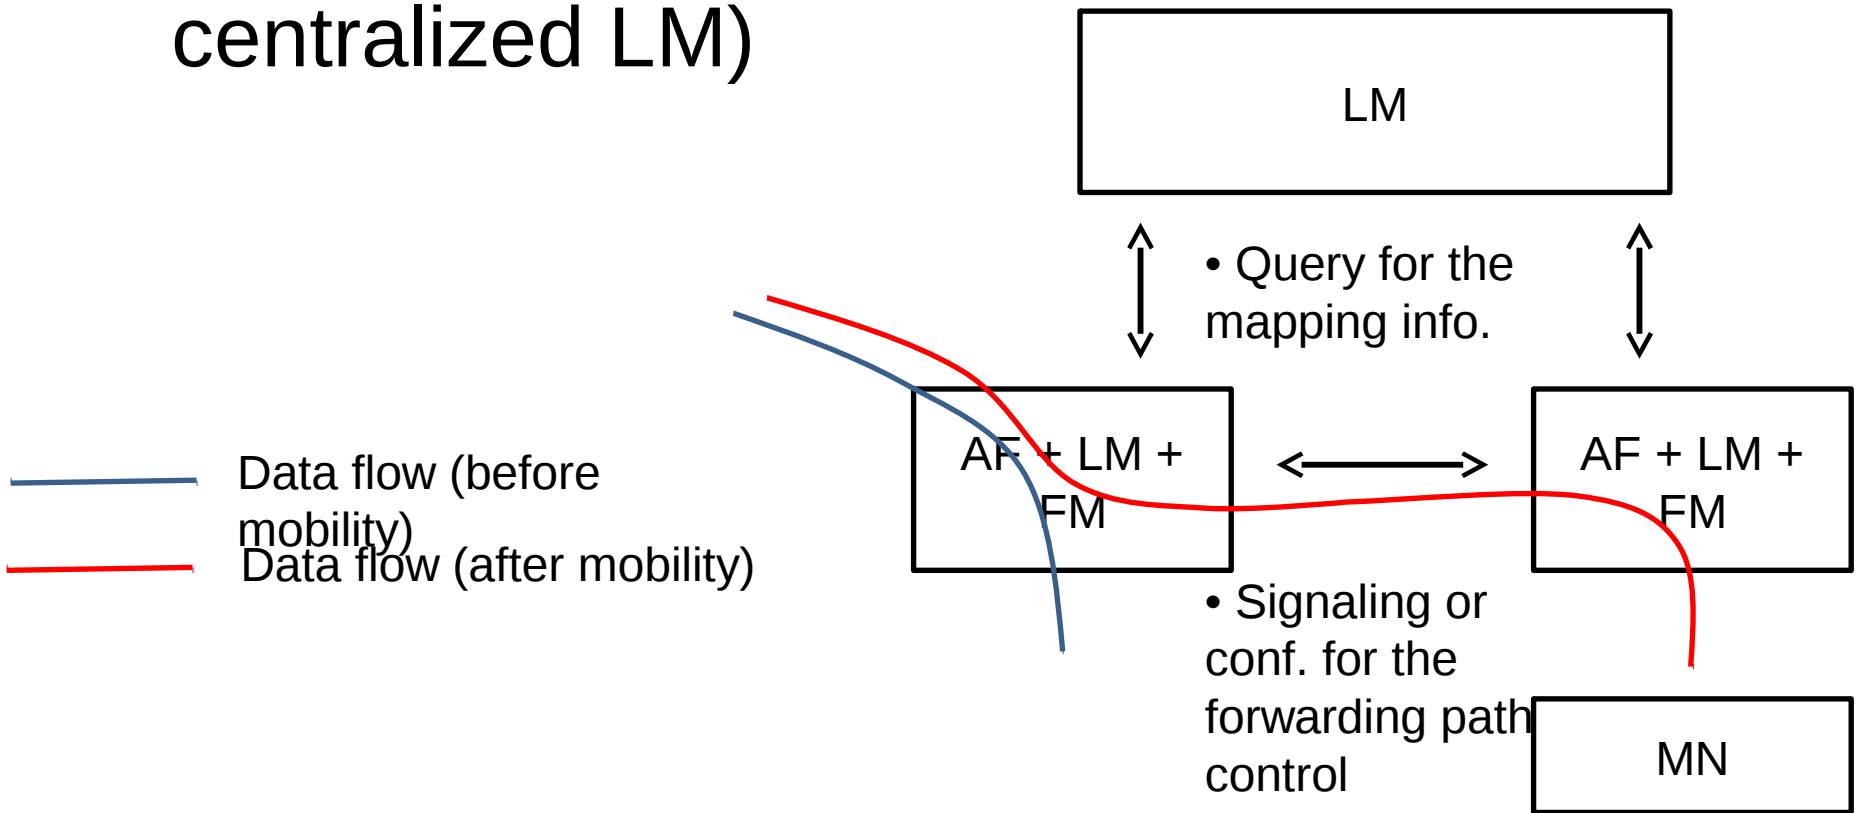 centralized LM)
LM
• Query for the
mapping info.
AF + LM +
FM
AF + LM +
FM
Data flow (before
mobility)
Data flow (after mobility)
• Signaling or
conf. for the
forwarding path
control
MN